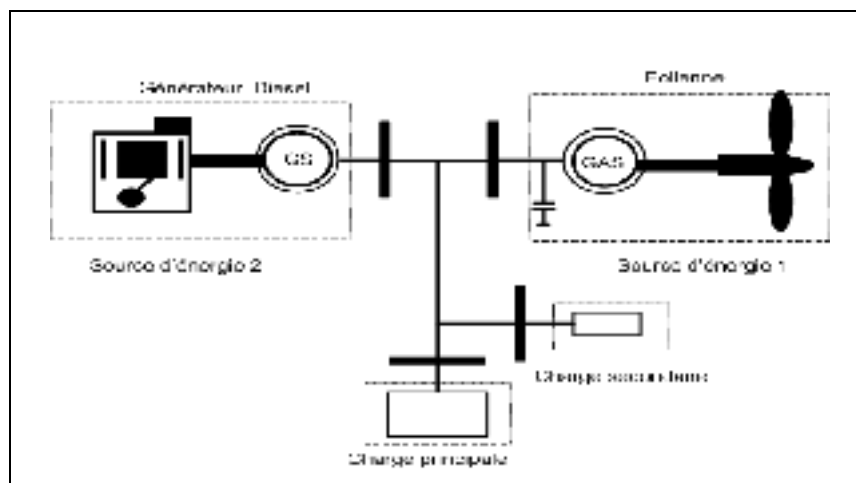 Générateur Diesel
Eolienne
GS
GAS
Source d'énergie 2
Source d'énergie 1
Charge secondaire
Charge principale